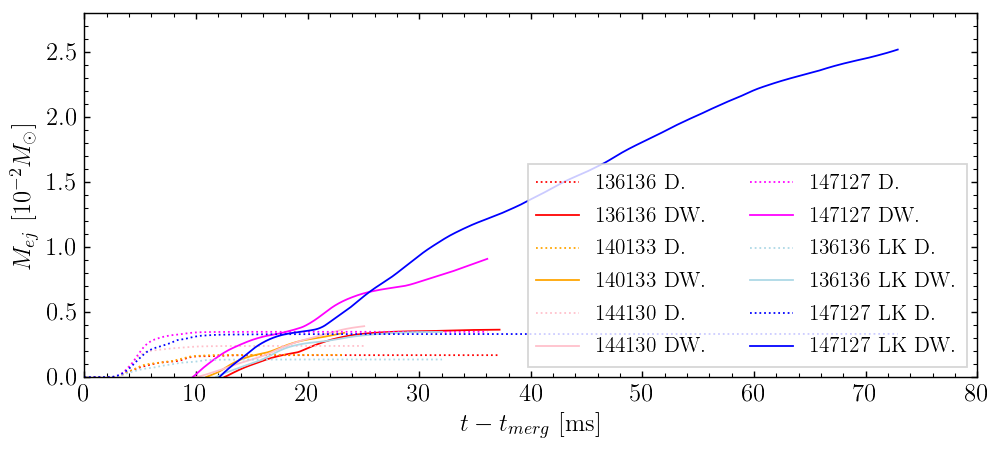 2.5
2.0
1.5
1.0
0.5
0.0
M_{ej} [10^{-2}M_⊙]
136136 D.
136136 DW.
140133 D.
140133 DW.
144130 D.
144130 DW.
147127 D.
147127 DW.
136136 LK D.
136136 LK DW.
147127 LK D.
147127 LK DW.
0 10 20 30 40 50 60 70 80
t − t_{merg} [ms]